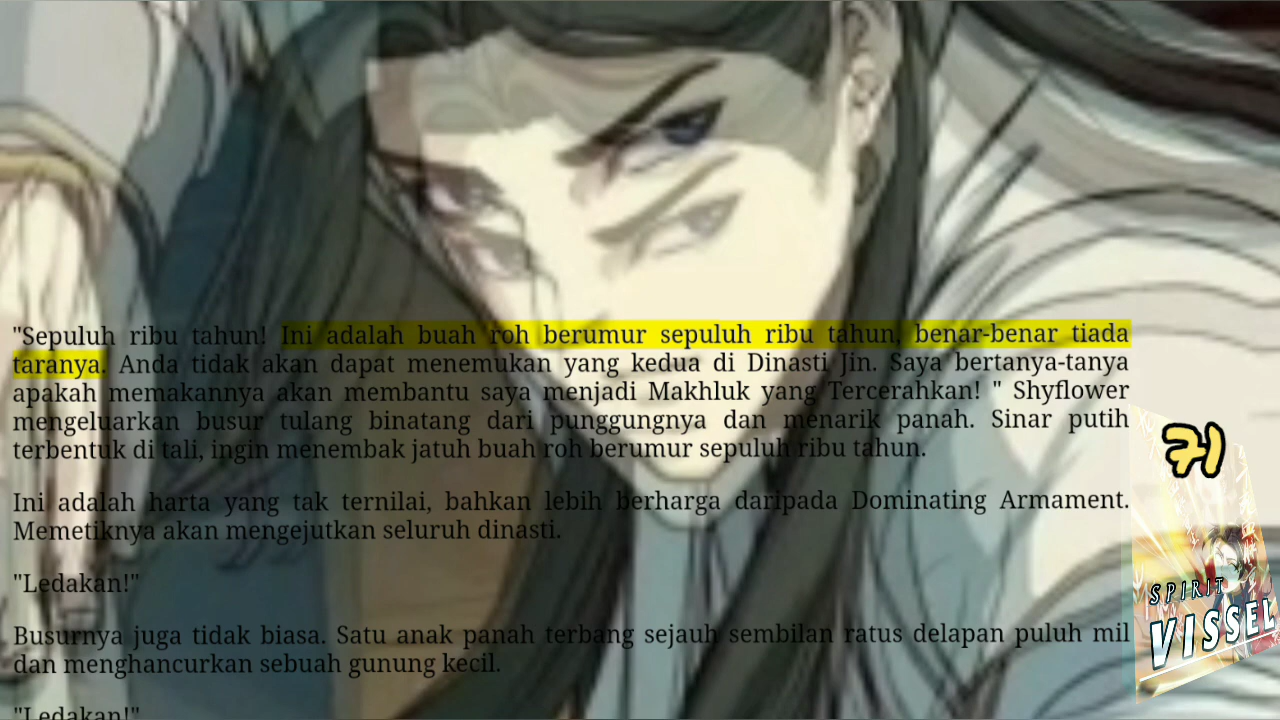 "Sepuluh ribu tahun! Ini adalah buah roh berumur sepuluh ribu tahun, benar-benar tiada
taranya. Anda tidak akan dapat menemukan yang kedua di Dinasti Jin. Saya bertanya-tanya
apakah memakannya akan membantu saya menjadi Makhluk yang Tercerahkan! " Shyflower
mengeluarkan busur tulang binatang dari punggungnya dan menarik panah. Sinar putih
terbentuk di tali, ingin menembak jatuh buah roh berumur sepuluh ribu tahun.
Ini adalah harta yang tak ternilai, bahkan lebih berharga daripada Dominating Armament.
Memetiknya akan mengejutkan seluruh dinasti.
"Ledakan!"
Busurnya juga tidak biasa. Satu anak panah terbang sejauh sembilan ratus delapan puluh mil
dan menghancurkan sebuah gunung kecil.
"Ledakan!"
71
SPIRIT
VISSEL